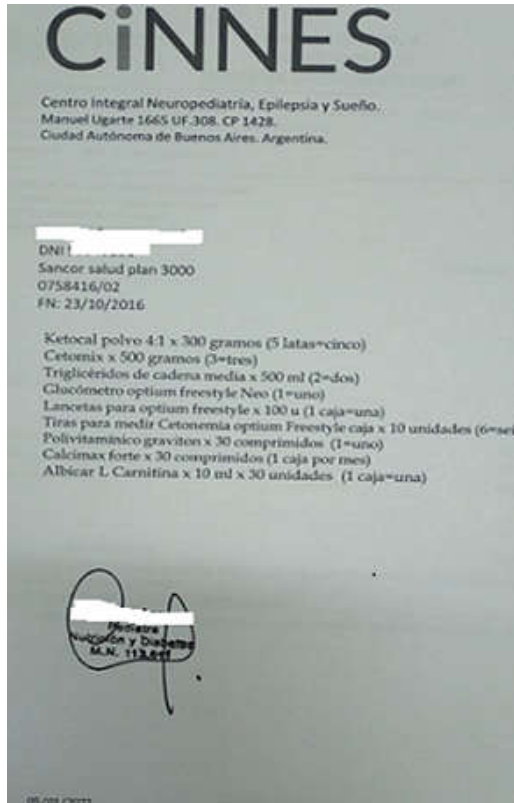 CiNNES
Centro Integral Neuropediatría, Epilepsia y Sueño.
Manuel Ugarte 1665 UF.308. CP 1428.
Ciudad Autónoma de Buenos Aires. Argentina.
DNI
Sancor salud plan 3000
0758416/02
FN: 23/10/2016
Ketocal polvo 4:1 x 300 gramos (5 latas=cinco)
Cetomix x 500 gramos (3=tres)
Triglicéridos de cadena media x 500 ml (2=dos)
Glucómetro optium freestyle Neo (1=uno)
Lancetas para optium freestyle x 100 u (1 caja=una)
Tiras para medir Cetonemia optium Freestyle caja x 10 unidades (6=sei
Polivitamínico graviton x 30 comprimidos (1=uno)
Calcimax forte x 30 comprimidos (1 caja por mes)
Albicar L Carnitina x 10 ml x 30 unidades (1 caja=una)
Pediatra
Nutrición y Diabetes
M.N.